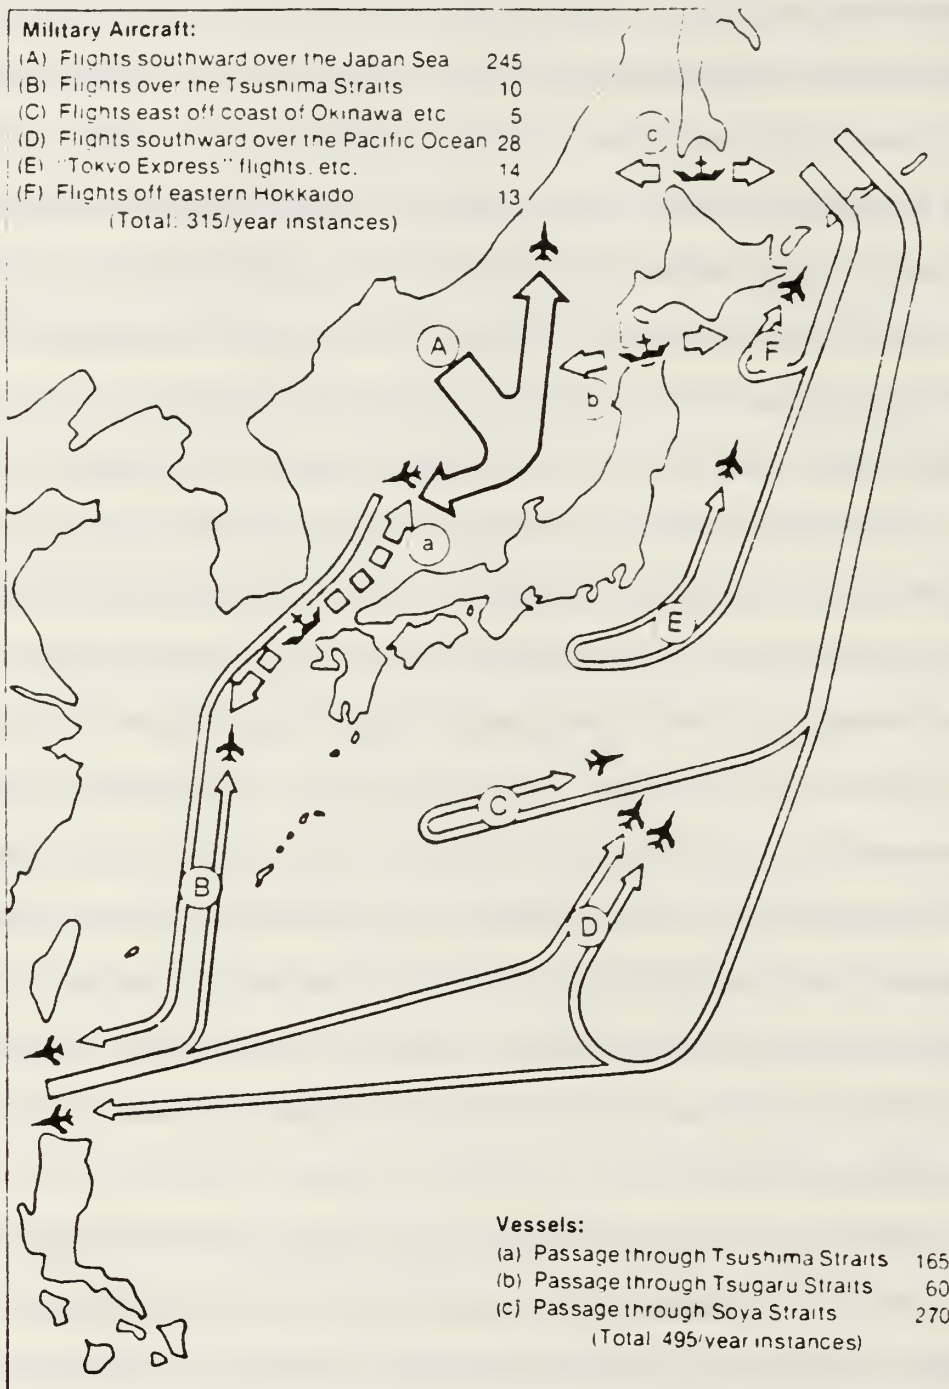 Military Aircraft:
(A) Flights southward over the Japan Sea 245
(B) Flights over the Tsushima Straits 10
(C) Flights east off coast of Okinawa etc 5
(D) Flights southward over the Pacific Ocean 28
(E) "Tokyo Express" flights. etc. 14
(F) Flights off eastern Hokkaido 13
(Total: 315/year instances)
c
A
F
b
a
E
C
B
D
Vessels:
(a) Passage through Tsushima Straits 165
(b) Passage through Tsugaru Straits 60
(c) Passage through Soya Straits 270
(Total 495/year instances)